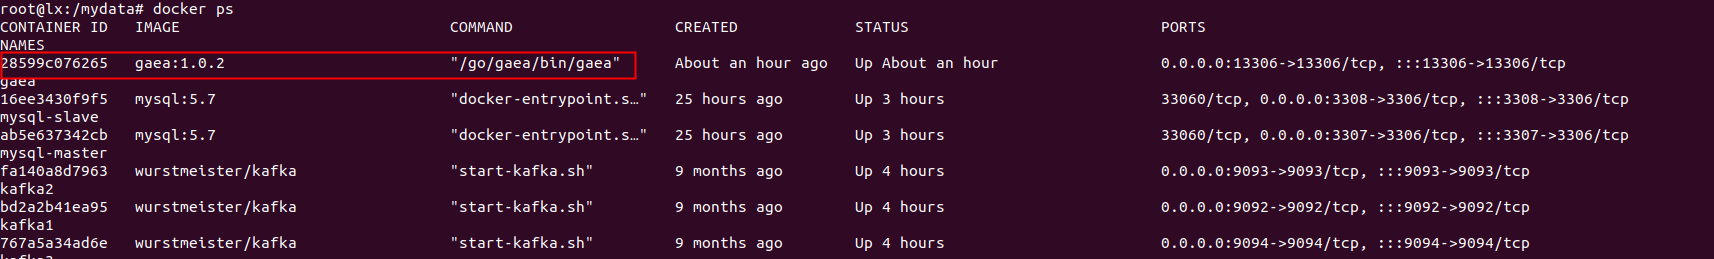 root@lx:/mydata# docker ps
CONTAINER ID   IMAGE                              COMMAND                  CREATED             STATUS                            PORTS
NAMES
28599c076265   gaea:1.0.2                         "/go/gaea/bin/gaea"      About an hour ago   Up About an hour                  0.0.0.0:13306->13306/tcp, :::13306->13306/tcp
gaea
16ee3430f9f5   mysql:5.7                          "docker-entrypoint.s…"   25 hours ago        Up 3 hours                        33060/tcp, 0.0.0.0:3308->3306/tcp, :::3308->3306/tcp
mysql-slave
ab5e637342cb   mysql:5.7                          "docker-entrypoint.s…"   25 hours ago        Up 3 hours                        33060/tcp, 0.0.0.0:3307->3306/tcp, :::3307->3306/tcp
mysql-master
fa140a8d7963   wurstmeister/kafka                 "start-kafka.sh"         9 months ago        Up 4 hours                        0.0.0.0:9093->9093/tcp, :::9093->9093/tcp
kafka2
bd2a2b41ea95   wurstmeister/kafka                 "start-kafka.sh"         9 months ago        Up 4 hours                        0.0.0.0:9092->9092/tcp, :::9092->9092/tcp
kafka1
767a5a34ad6e   wurstmeister/kafka                 "start-kafka.sh"         9 months ago        Up 4 hours                        0.0.0.0:9094->9094/tcp, :::9094->9094/tcp